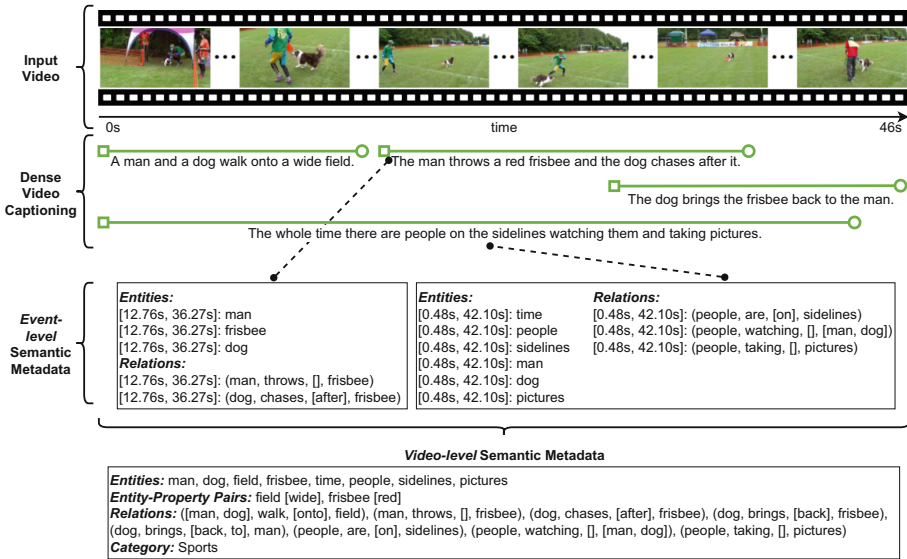 Input
Video
0s
time
46s
Dense
Video
Captioning
A man and a dog walk onto a wide field.
The man throws a red frisbee and the dog chases after it.
The dog brings the frisbee back to the man.
The whole time there are people on the sidelines watching them and taking pictures.
Event-
level
Semantic
Metadata
Entities:
[12.76s, 36.27s]: man
[12.76s, 36.27s]: frisbee
[12.76s, 36.27s]: dog
Relations:
[12.76s, 36.27s]: (man, throws, [], frisbee)
[12.76s, 36.27s]: (dog, chases, [after], frisbee)
Entities:
[0.48s, 42.10s]: time
[0.48s, 42.10s]: people
[0.48s, 42.10s]: sidelines
[0.48s, 42.10s]: man
[0.48s, 42.10s]: dog
[0.48s, 42.10s]: pictures
Relations:
[0.48s, 42.10s]: (people, are, [on], sidelines)
[0.48s, 42.10s]: (people, watching, [], [man, dog])
[0.48s, 42.10s]: (people, taking, [], pictures)
Video-level Semantic Metadata
Entities: man, dog, field, frisbee, time, people, sidelines, pictures
Entity-Property Pairs: field [wide], frisbee [red]
Relations: ([man, dog], walk, [onto], field), (man, throws, [], frisbee), (dog, chases, [after], frisbee), (dog, brings, [back], frisbee),
(dog, brings, [back, to], man), (people, are, [on], sidelines), (people, watching, [], [man, dog]), (people, taking, [], pictures)
Category: Sports